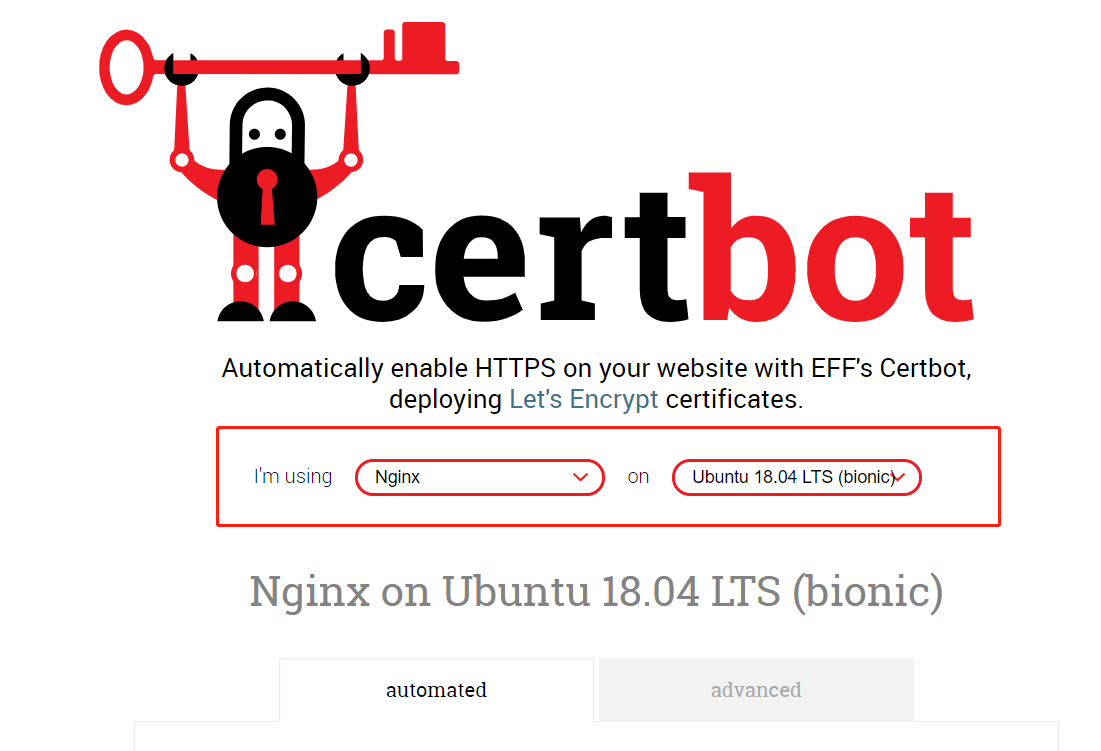 certbot
Automatically enable HTTPS on your website with EFF's Certbot,
deploying Let's Encrypt certificates.
I'm using Nginx on Ubuntu 18.04 LTS (bionic)
Nginx on Ubuntu 18.04 LTS (bionic)
automated advanced